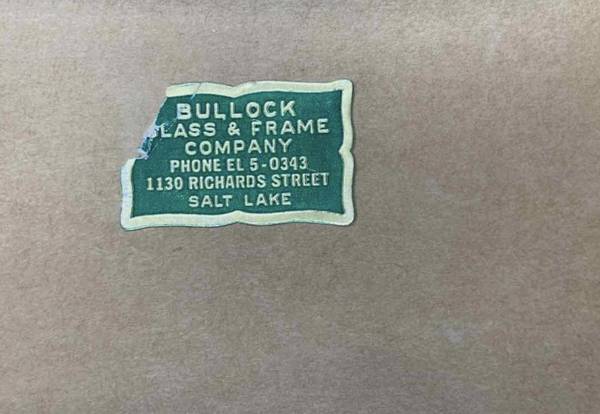 BULLOCK
LASS & FRAME
COMPANY
PHONE EL 5-0343
1130 RICHARDS STREET
SALT LAKE